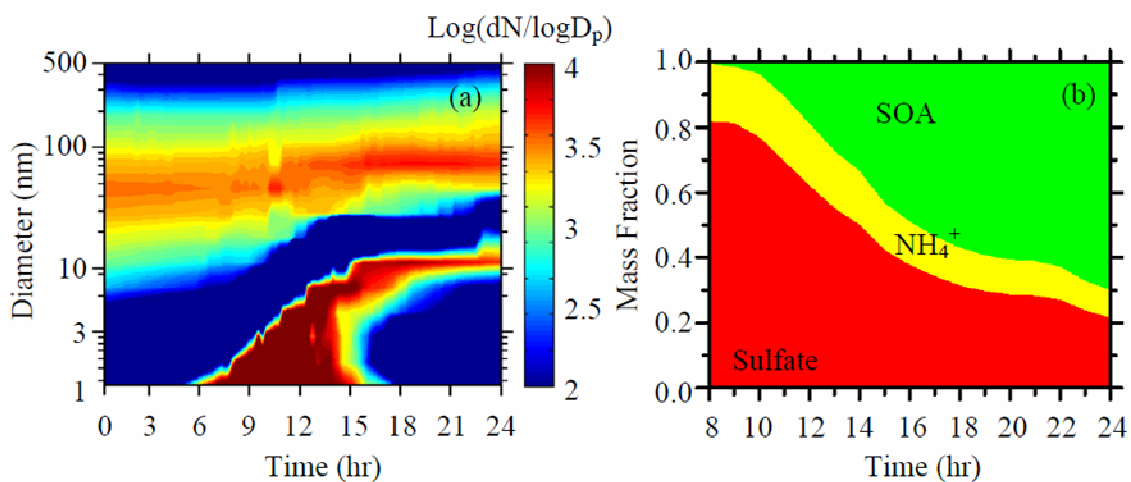 Log(dN/logDp)
(a)
500
100
10
3
1
Diameter (nm)
0 3 6 9 12 15 18 21 24
Time (hr)
4
3.5
3
2.5
2
(b)
SOA
NH4+
Sulfate
1.0
0.8
0.6
0.4
0.2
0.0
Mass Fraction
8 10 12 14 16 18 20 22 24
Time (hr)